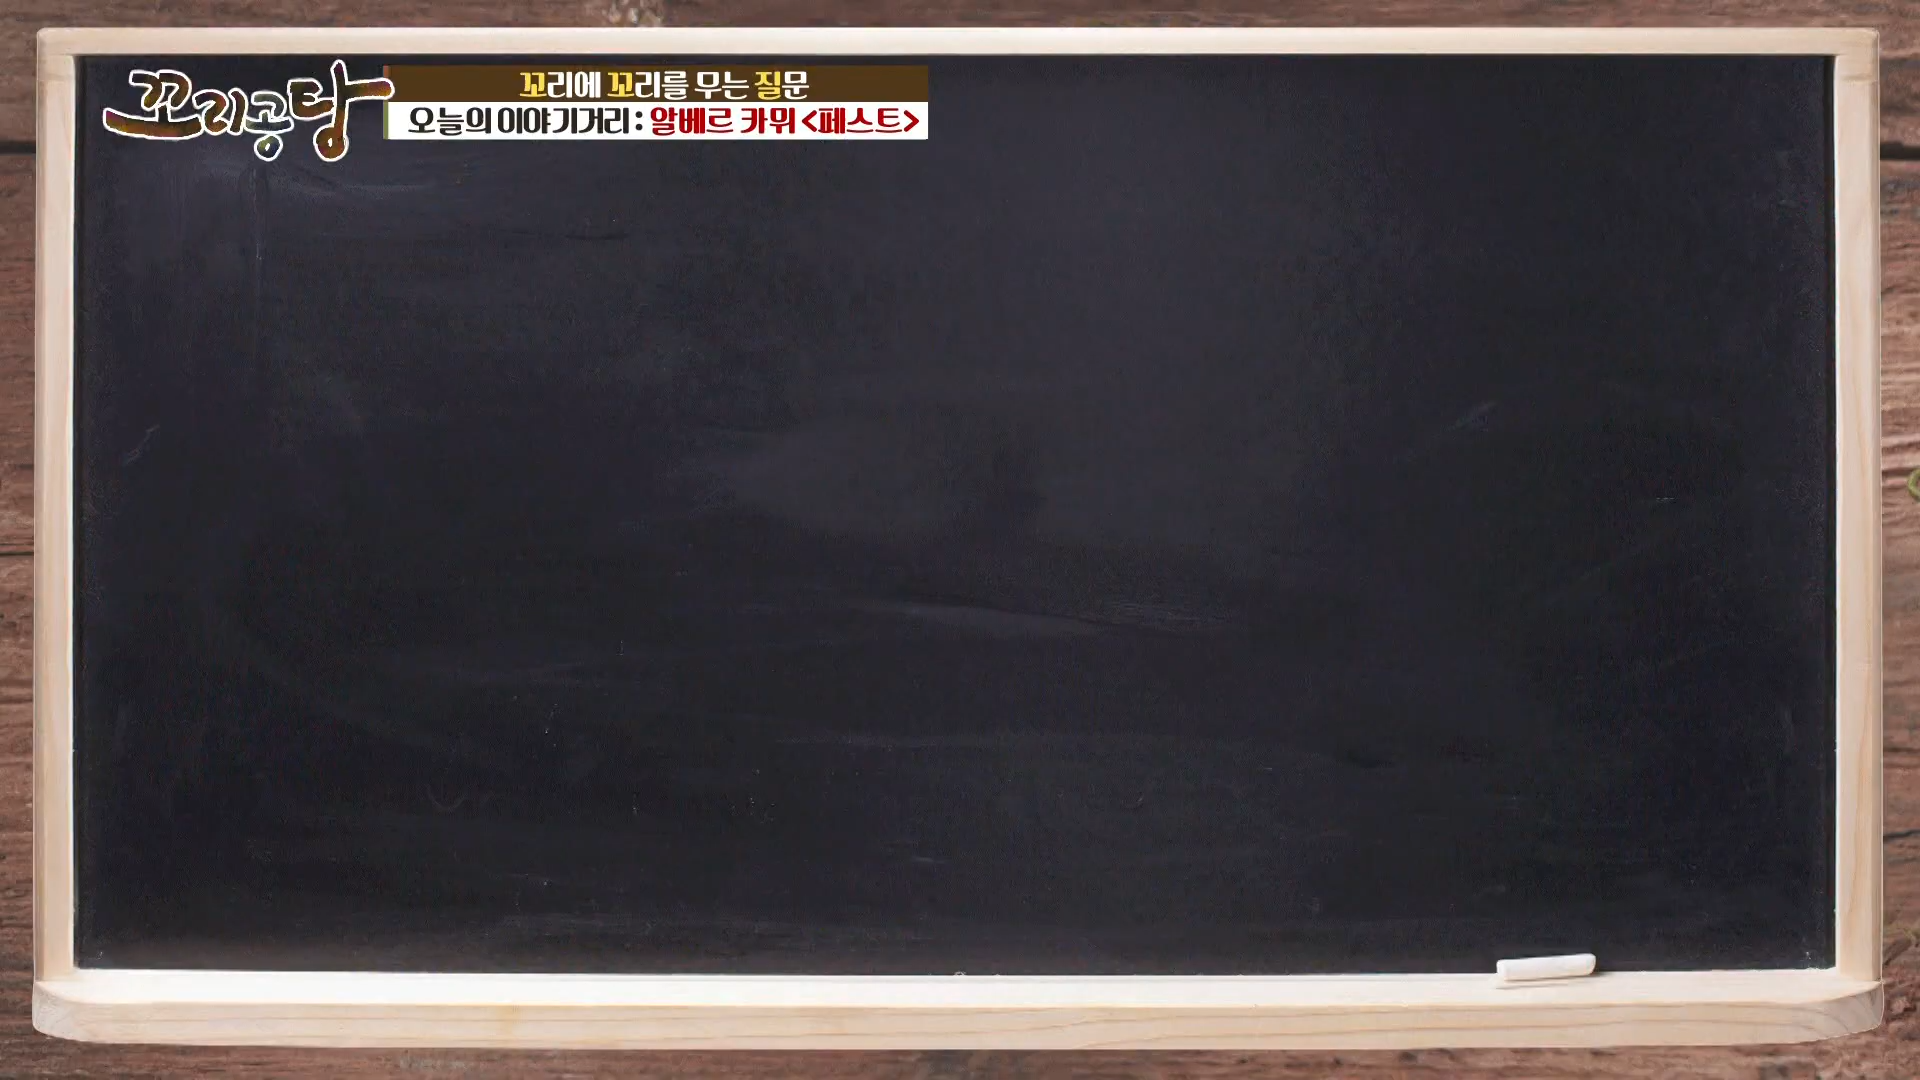 꼬리곰탕
꼬리에 꼬리를 무는 질문
오늘의 이야기거리 : 알베르 카뮈 <페스트>